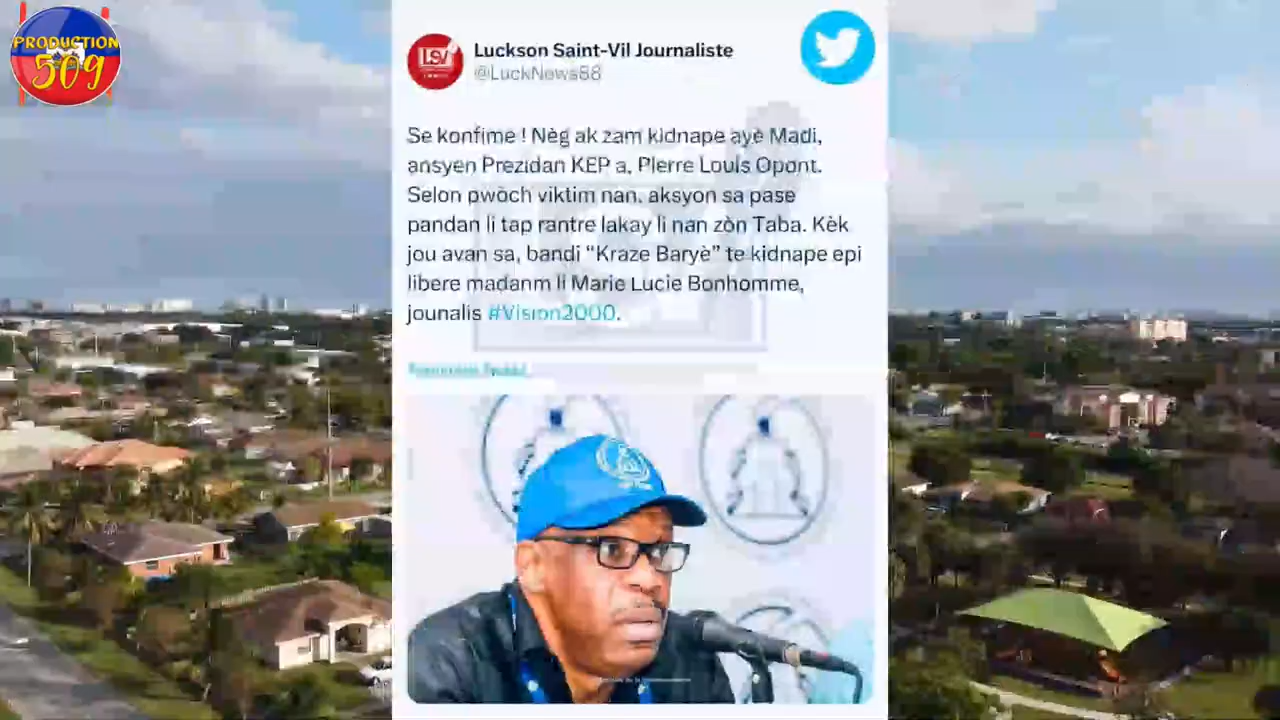 PRODUCTION
509
LSV
Luckson Saint-Vil Journaliste
@LuckNews88
Se konfime ! Nèg ak zam kidnape ayè Madi,
ansyen Prezidan KEP a, Pierre Louis Opont.
Selon pwòch viktim nan, aksyon sa pase
pandan li tap rantre lakay li nan zòn Taba. Kèk
jou avan sa, bandi “Kraze Baryè” te kidnape epi
libere madanm li Marie Lucie Bonhomme,
jounalis #Vision2000.